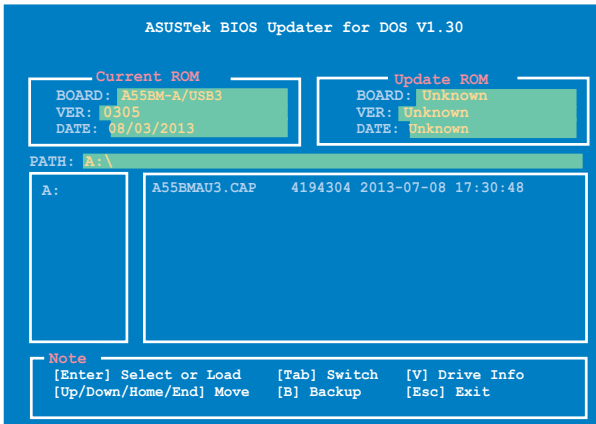 ASUSTek BIOS Updater for DOS V1.30
Current ROM
BOARD: A55BM-A/USB3
VER: 0305
DATE: 08/03/2013
Update ROM
BOARD: Unknown
VER: Unknown
DATE: Unknown
PATH: A:\
A:
A55BMAU3.CAP 4194304 2013-07-08 17:30:48
Note
[Enter] Select or Load [Tab] Switch [V] Drive Info
[Up/Down/Home/End] Move [B] Backup [Esc] Exit